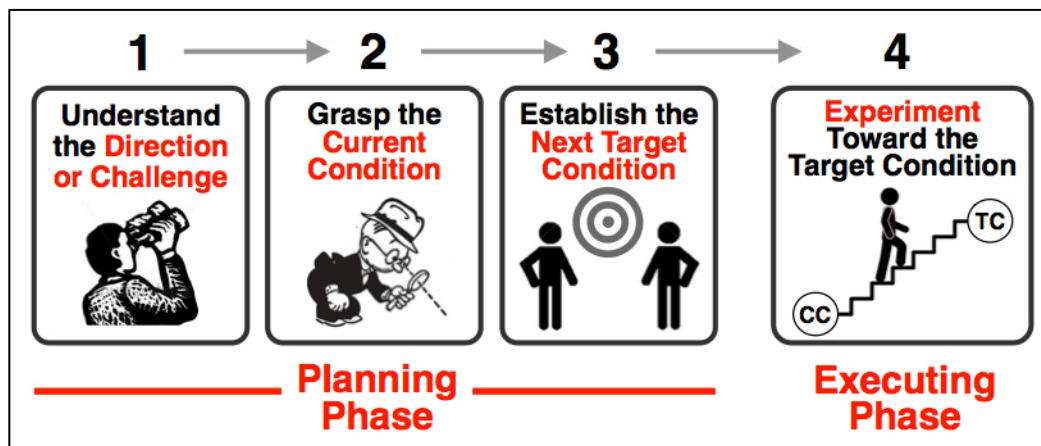 1
2
3
4
Understand
the Direction
or Challenge
Grasp the
Current
Condition
Establish the
Next Target
Condition
Experiment
Toward the
Target Condition
TC
CC
Planning
Phase
Executing
Phase